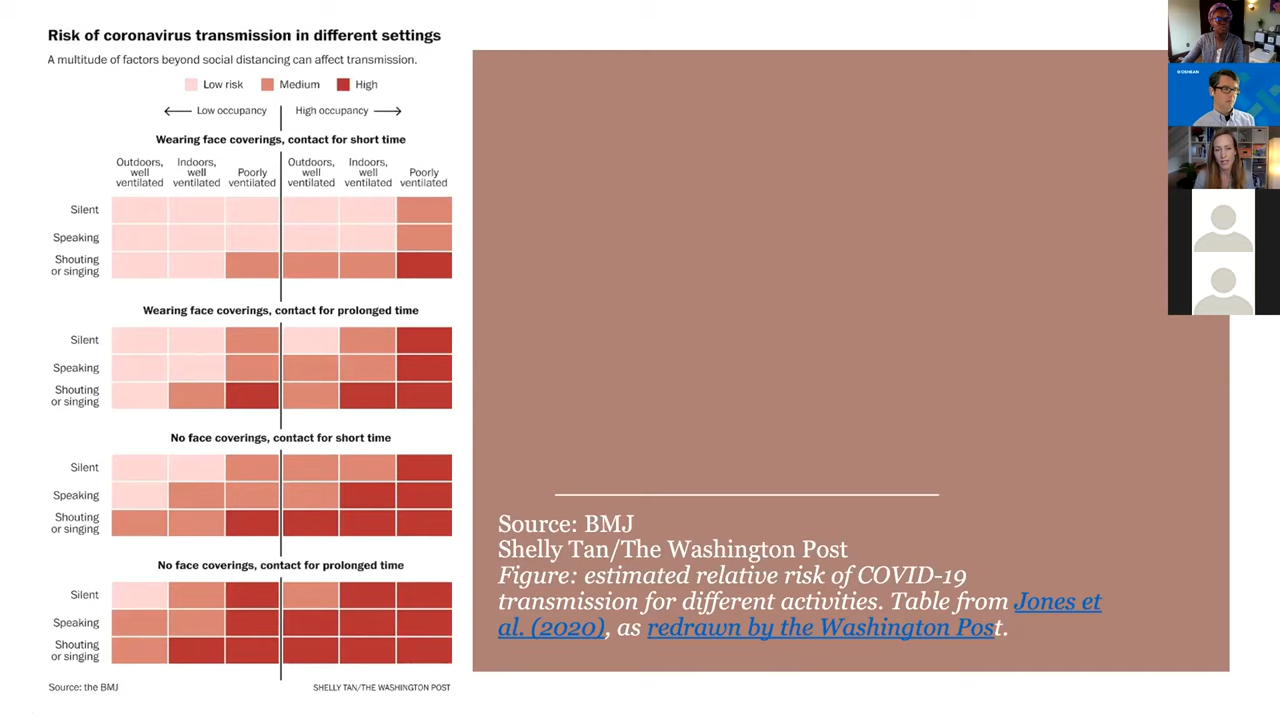 Risk of coronavirus transmission in different settings
A multitude of factors beyond social distancing can affect transmission.
Low risk Medium High
← Low occupancy High occupancy →
Wearing face coverings, contact for short time
Outdoors, well ventilated Indoors, well ventilated Poorly ventilated Outdoors, well ventilated Indoors, well ventilated Poorly ventilated
Silent
Speaking
Shouting
or singing
Wearing face coverings, contact for prolonged time
Silent
Speaking
Shouting
or singing
No face coverings, contact for short time
Silent
Speaking
Shouting
or singing
No face coverings, contact for prolonged time
Silent
Speaking
Shouting
or singing
Source: the BMJ
SHELLY TAN/THE WASHINGTON POST
Source: BMJ
Shelly Tan/The Washington Post
Figure: estimated relative risk of COVID-19
transmission for different activities. Table from Jones et
al. (2020), as redrawn by the Washington Post.